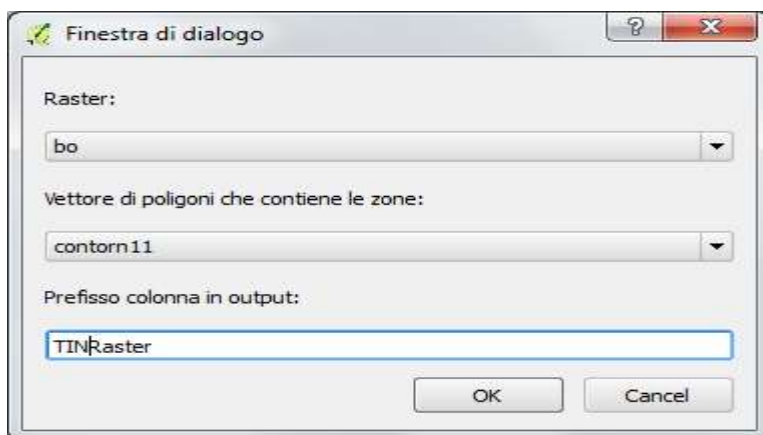 Finestra di dialogo
Raster:
bo
Vettore di poligoni che contiene le zone:
contorn11
Prefisso colonna in output:
TINRaster
OK Cancel